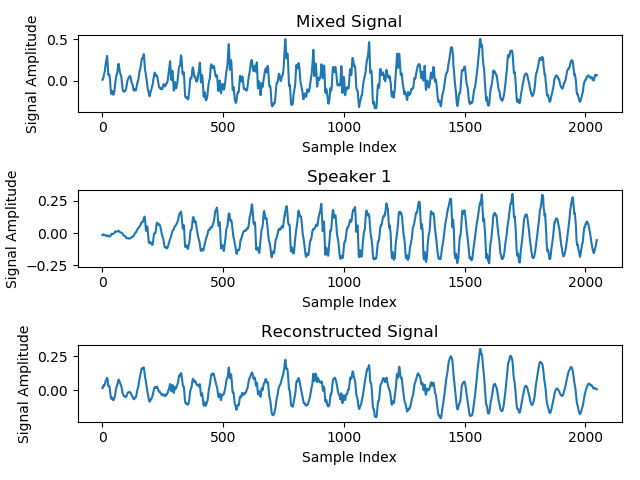 Mixed Signal
Signal Amplitude
0.5
0.0
0
500
1000
1500
2000
Sample Index
Speaker 1
Signal Amplitude
0.25
0.00
−0.25
0
500
1000
1500
2000
Sample Index
Reconstructed Signal
Signal Amplitude
0.25
0.00
0
500
1000
1500
2000
Sample Index